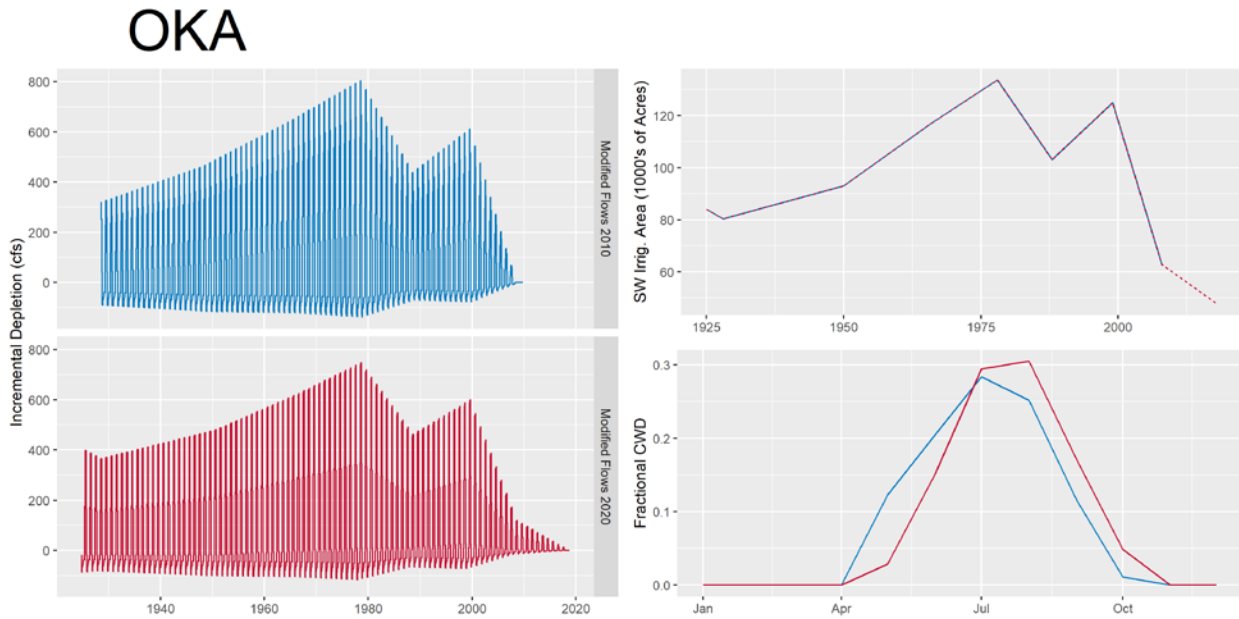 OKA
Incremental Depletion (cfs)
800
600
400
200
0
Modified Flows 2010
800
600
400
200
0
Modified Flows 2020
1940 1960 1980 2000 2020
SW Irrig. Area (1000's of Acres)
120
100
80
60
1925 1950 1975 2000
Fractional CWD
0.3
0.2
0.1
0.0
Jan Apr Jul Oct